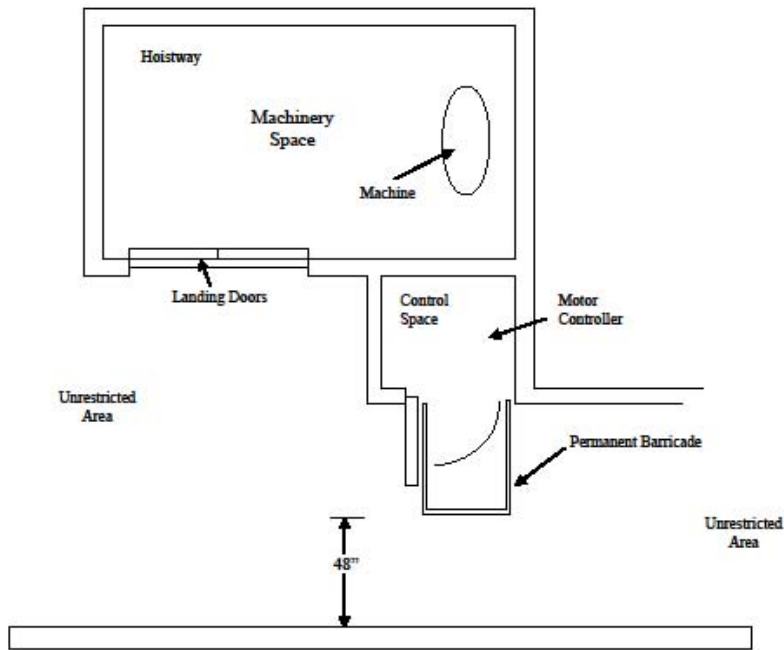 Hoistway
Machinery
Space
Machine
Landing Doors
Control
Space
Motor
Controller
Unrestricted
Area
Permanent Barricade
Unrestricted
Area
48”